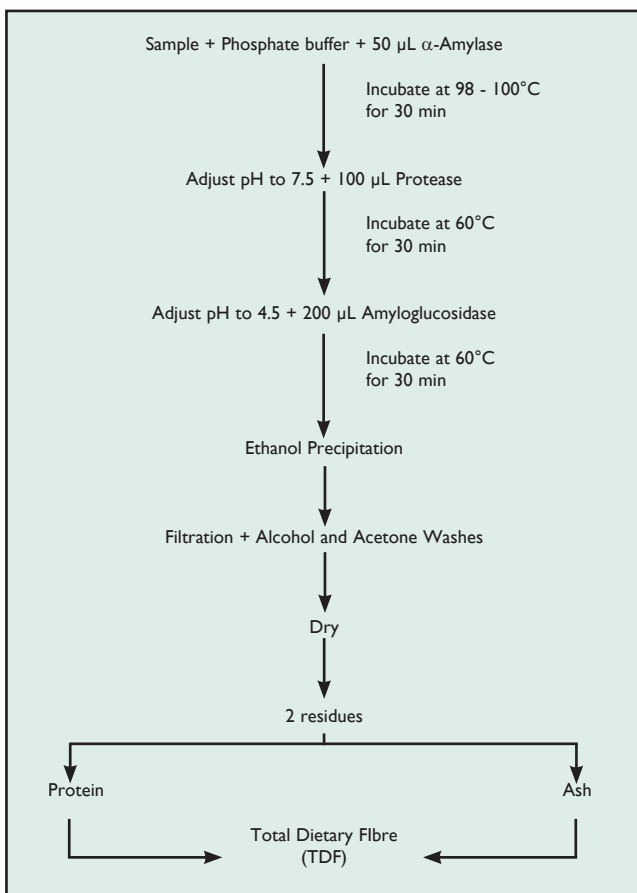 Sample + Phosphate buffer + 50 µL α-Amylase
Incubate at 98 - 100°C
for 30 min
Adjust pH to 7.5 + 100 µL Protease
Incubate at 60°C
for 30 min
Adjust pH to 4.5 + 200 µL Amyloglucosidase
Incubate at 60°C
for 30 min
Ethanol Precipitation
Filtration + Alcohol and Acetone Washes
Dry
2 residues
Protein
Ash
Total Dietary FIbre
(TDF)